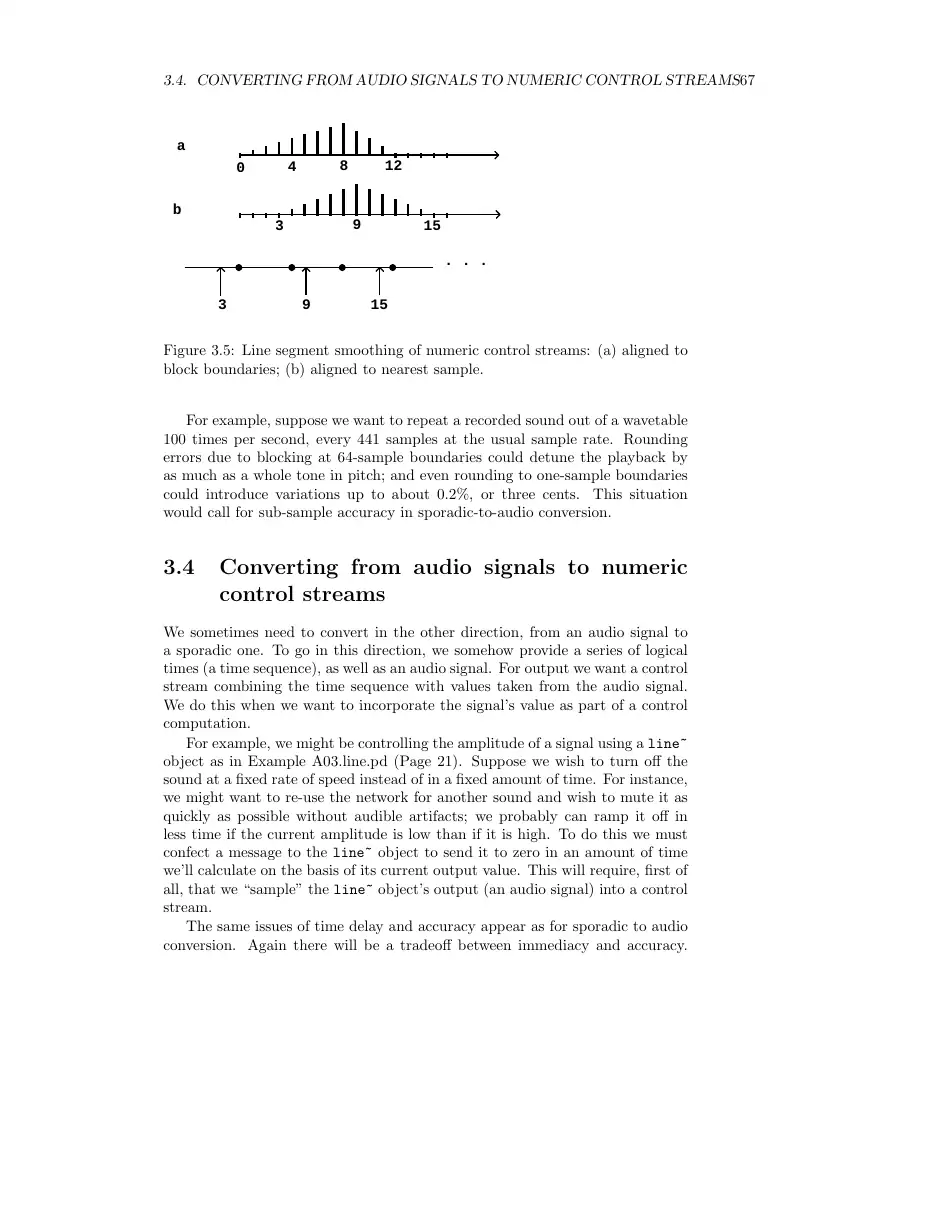 3.4. CONVERTING FROM AUDIO SIGNALS TO NUMERIC CONTROL STREAMS67
a
0 4 8 12
b
3 9 15
. . .
3 9 15
Figure 3.5: Line segment smoothing of numeric control streams: (a) aligned to
block boundaries; (b) aligned to nearest sample.
For example, suppose we want to repeat a recorded sound out of a wavetable
100 times per second, every 441 samples at the usual sample rate. Rounding
errors due to blocking at 64-sample boundaries could detune the playback by
as much as a whole tone in pitch; and even rounding to one-sample boundaries
could introduce variations up to about 0.2%, or three cents. This situation
would call for sub-sample accuracy in sporadic-to-audio conversion.
3.4 Converting from audio signals to numeric
control streams
We sometimes need to convert in the other direction, from an audio signal to
a sporadic one. To go in this direction, we somehow provide a series of logical
times (a time sequence), as well as an audio signal. For output we want a control
stream combining the time sequence with values taken from the audio signal.
We do this when we want to incorporate the signal's value as part of a control
computation.
For example, we might be controlling the amplitude of a signal using a line~
object as in Example A03.line.pd (Page 21). Suppose we wish to turn off the
sound at a fixed rate of speed instead of in a fixed amount of time. For instance,
we might want to re-use the network for another sound and wish to mute it as
quickly as possible without audible artifacts; we probably can ramp it off in
less time if the current amplitude is low than if it is high. To do this we must
confect a message to the line~ object to send it to zero in an amount of time
we'll calculate on the basis of its current output value. This will require, first of
all, that we “sample” the line~ object's output (an audio signal) into a control
stream.
The same issues of time delay and accuracy appear as for sporadic to audio
conversion. Again there will be a tradeoff between immediacy and accuracy.